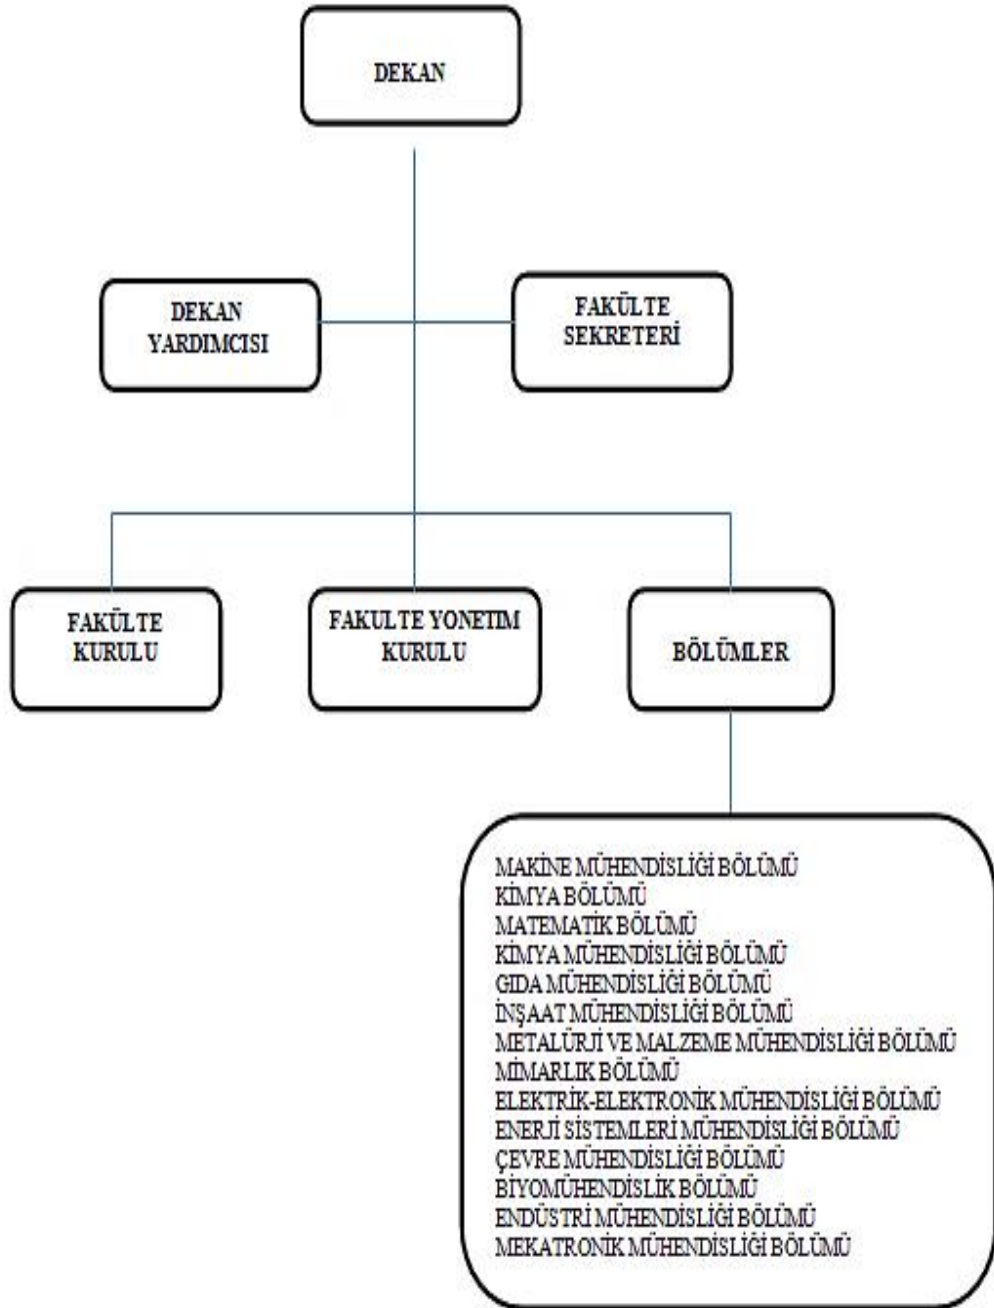 DEKAN
DEKAN
YARDIMCISI
FAKÜLTE
SEKRETERİ
FAKÜLTE
KURULU
FAKULTE YONETIM
KURULU
BÖLÜMLER
MAKİNE MÜHENDİSLİĞİ BÖLÜMÜ
KİMYA BÖLÜMÜ
MATEMATİK BÖLÜMÜ
KİMYA MÜHENDİSLİĞİ BÖLÜMÜ
GIDA MÜHENDİSLİĞİ BÖLÜMÜ
İNŞAAT MÜHENDİSLİĞİ BÖLÜMÜ
METALÜRJİ VE MALZEME MÜHENDİSLİĞİ BÖLÜMÜ
MİMARLIK BÖLÜMÜ
ELEKTRİK-ELEKTRONİK MÜHENDİSLİĞİ BÖLÜMÜ
ENERJİ SİSTEMLERİ MÜHENDİSLİĞİ BÖLÜMÜ
ÇEVRE MÜHENDİSLİĞİ BÖLÜMÜ
BİYOMÜHENDİSLİK BÖLÜMÜ
ENDÜSTRİ MÜHENDİSLİĞİ BÖLÜMÜ
MEKATRONİK MÜHENDİSLİĞİ BÖLÜMÜ